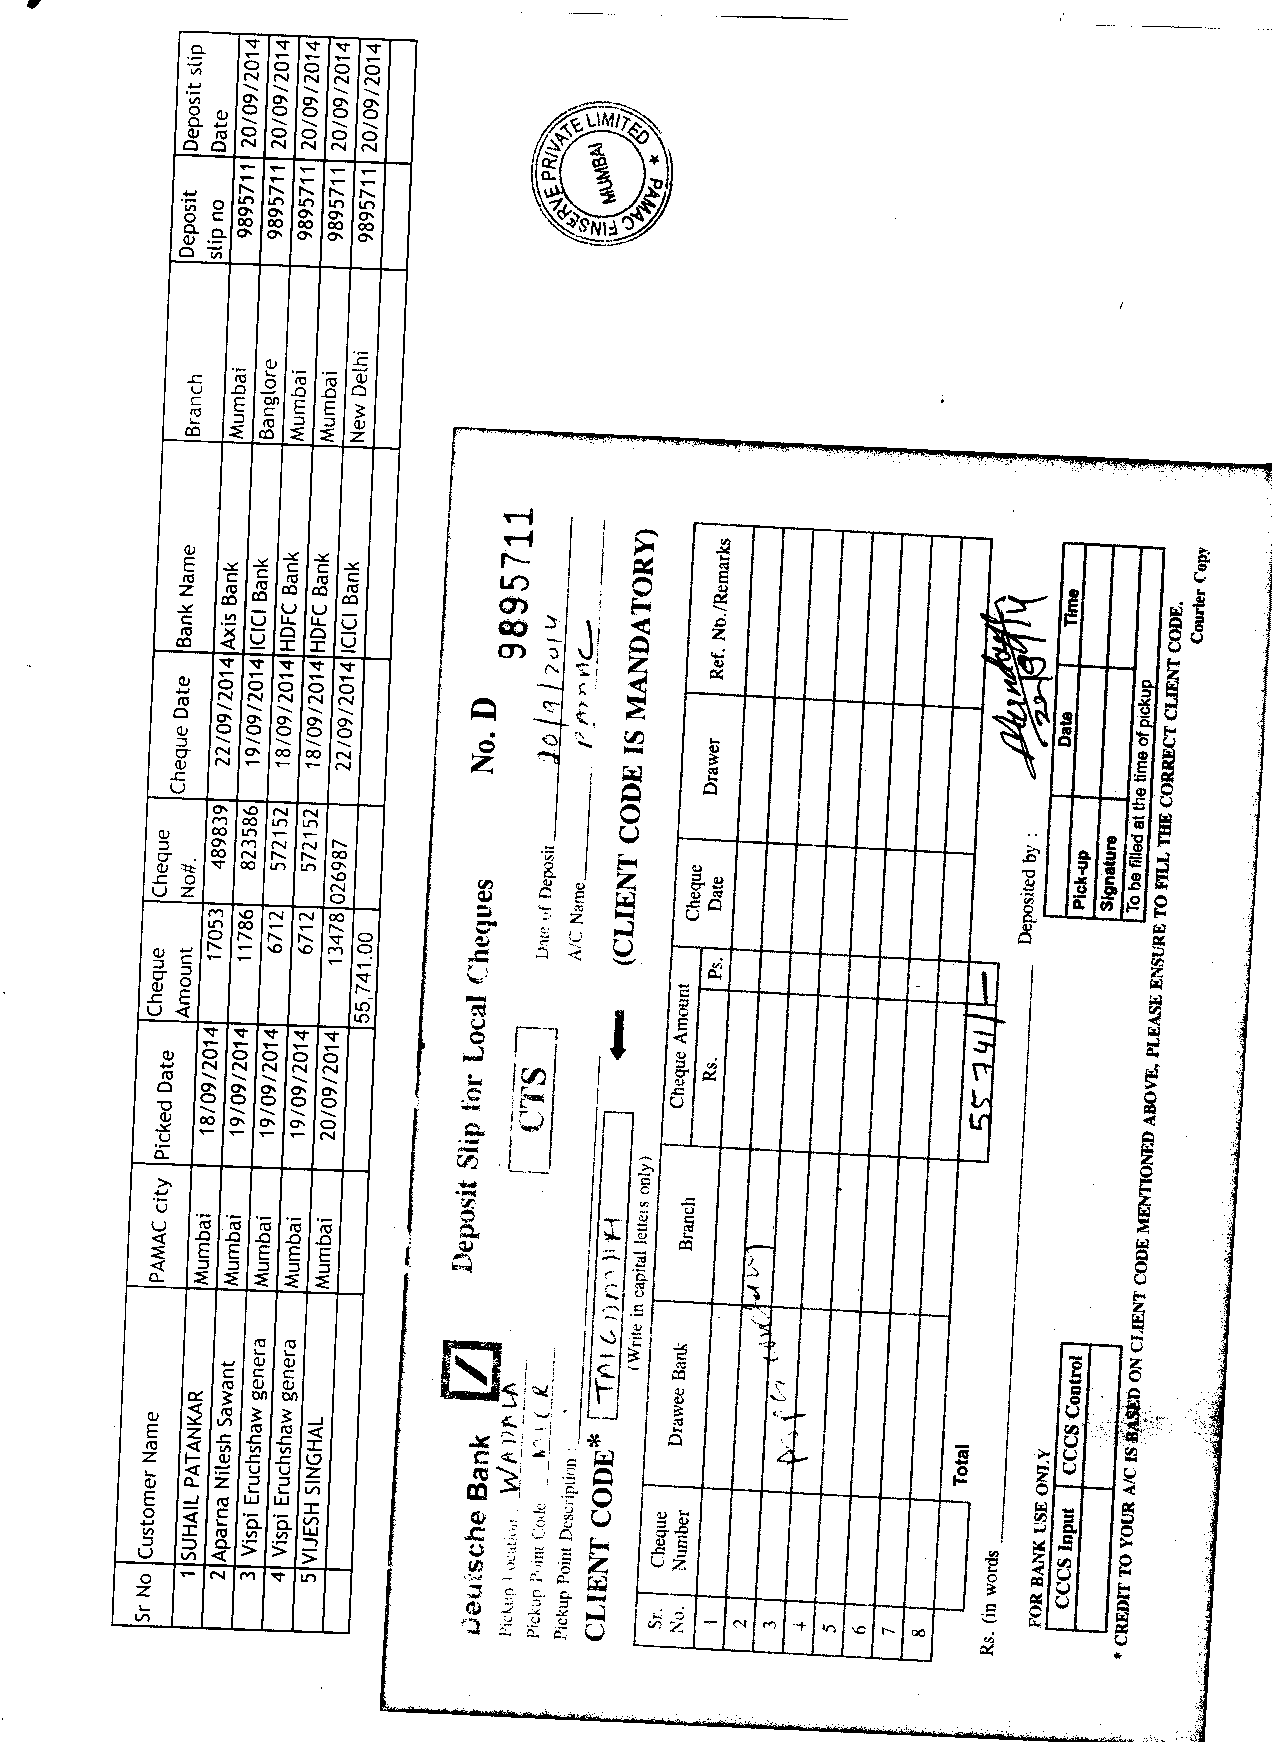 Sr No Customer Name PAMAC city Picked Date Cheque Amount Cheque No#. Cheque Date Bank Name Branch Deposit slip no Deposit slip Date
1 SUHAIL PATANKAR Mumbai 18/09/2014 17053 489839 22/09/2014 Axis Bank Mumbai 9895711 20/09/2014
2 Aparna Nilesh Sawant Mumbai 19/09/2014 11786 823586 19/09/2014 ICICI Bank Banglore 9895711 20/09/2014
3 Vispi Eruchshaw genera Mumbai 19/09/2014 6712 572152 18/09/2014 HDFC Bank Mumbai 9895711 20/09/2014
4 Vispi Eruchshaw genera Mumbai 19/09/2014 6712 572152 18/09/2014 HDFC Bank Mumbai 9895711 20/09/2014
5 VIJESH SINGHAL Mumbai 20/09/2014 13478 026987 22/09/2014 ICICI Bank New Delhi 9895711 20/09/2014
55,741.00
PAMAC FINSERVE PRIVATE LIMITED * MUMBAI
Deutsche Bank Deposit Slip for Local Cheques No. D 9895711
Pickup Location WADALA CTS Date of Deposit 20/9/2014
Pickup Point Code MICR A/C Name PAMAC
Pickup Point Description
CLIENT CODE* (CLIENT CODE IS MANDATORY)
(Write in capital letters only)
Sr. No. Cheque Number Drawee Bank Branch Cheque Amount Rs. Ps. Cheque Date Drawer Ref. No./Remarks
1
2
3
4
5
6
7
8
Total 55741/-
Rs. (in words Deposited by :
20/9/14
FOR BANK USE ONLY
CCCS Input CCCS Control
Date Time
Pick-up
Signature
To be filled at the time of pickup
* CREDIT TO YOUR A/C IS BASED ON CLIENT CODE MENTIONED ABOVE, PLEASE ENSURE TO FILL THE CORRECT CLIENT CODE.
Courier Copy